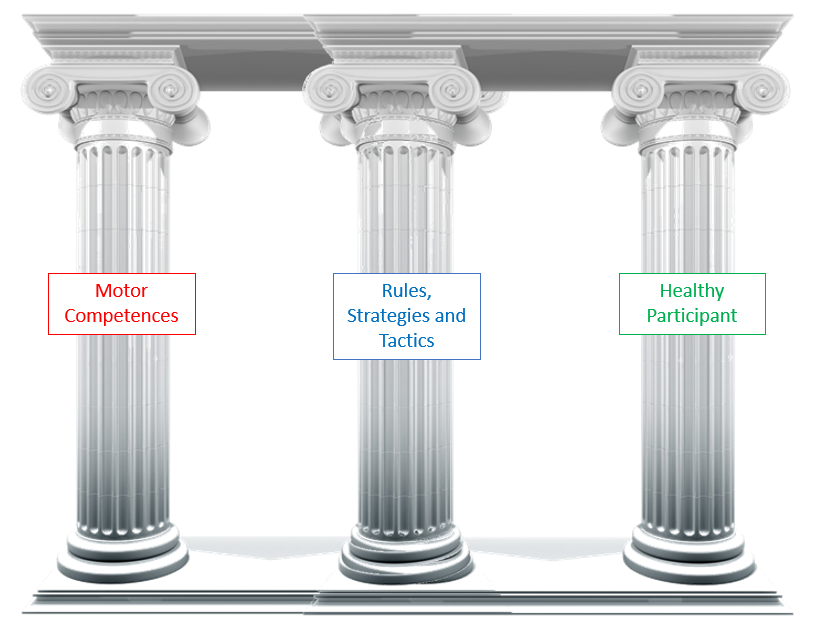 Motor
Competences
Rules,
Strategies and
Tactics
Healthy
Participant